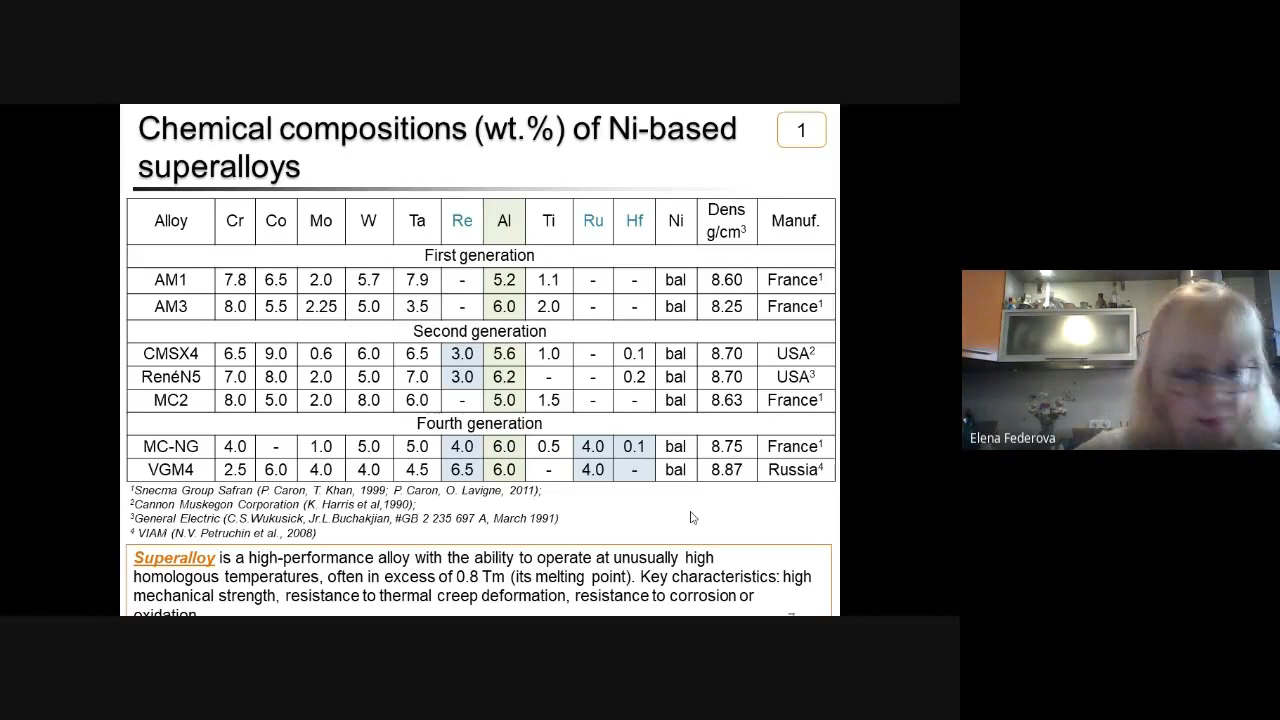 Chemical compositions (wt.%) of Ni-based
superalloys
1
Alloy Cr Co Mo W Ta Re Al Ti Ru Hf Ni Dens g/cm³ Manuf.
First generation
AM1 7.8 6.5 2.0 5.7 7.9 - 5.2 1.1 - - bal 8.60 France¹
AM3 8.0 5.5 2.25 5.0 3.5 - 6.0 2.0 - - bal 8.25 France¹
Second generation
CMSX4 6.5 9.0 0.6 6.0 6.5 3.0 5.6 1.0 - 0.1 bal 8.70 USA²
RenéN5 7.0 8.0 2.0 5.0 7.0 3.0 6.2 - - 0.2 bal 8.70 USA³
MC2 8.0 5.0 2.0 8.0 6.0 - 5.0 1.5 - - bal 8.63 France¹
Fourth generation
MC-NG 4.0 - 1.0 5.0 5.0 4.0 6.0 0.5 4.0 0.1 bal 8.75 France¹
VGM4 2.5 6.0 4.0 4.0 4.5 6.5 6.0 - 4.0 - bal 8.87 Russia⁴
¹Snecma Group Safran (P. Caron, T. Khan, 1999; P. Caron, O. Lavigne, 2011);
²Cannon Muskegon Corporation (K. Harris et al,1990);
³General Electric (C.S.Wukusick, Jr.L.Buchakjian, #GB 2 235 697 A, March 1991)
⁴ VIAM (N.V. Petruchin et al., 2008)
Superalloy is a high-performance alloy with the ability to operate at unusually high
homologous temperatures, often in excess of 0.8 Tm (its melting point). Key characteristics: high
mechanical strength, resistance to thermal creep deformation, resistance to corrosion or
oxidation
Elena Federova